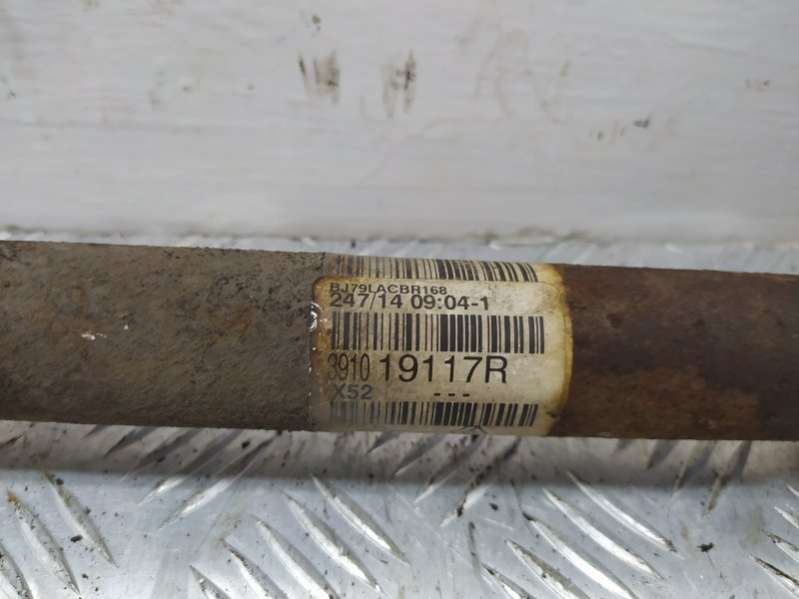 BJ79LACBR168
247/14 09:04-1
3910 19117R
X52 ---